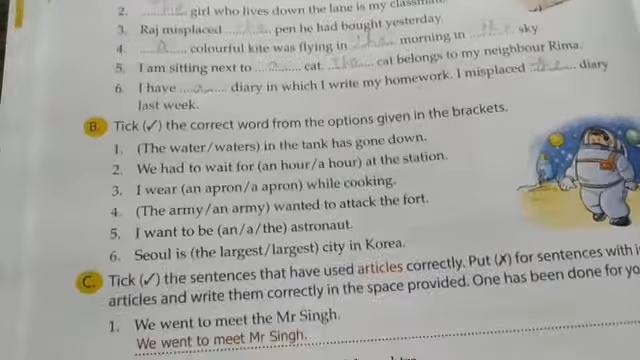 2. ............ girl who lives down the lane is my
3. Raj misplaced ............ pen he had bought yesterday.
4. ....A.... colourful kite was flying in ....the.... morning in ....the.... sky
5. I am sitting next to ....a.... cat. ....The.... cat belongs to my neighbour Rima.
6. I have ....a.... diary in which I write my homework. I misplaced ....the.... diary
last week.
B. Tick (✓) the correct word from the options given in the brackets.
1. (The water/waters) in the tank has gone down.
2. We had to wait for (an hour/a hour) at the station.
3. I wear (an apron/a apron) while cooking.
4. (The army/an army) wanted to attack the fort.
5. I want to be (an/a/the) astronaut.
6. Seoul is (the largest/largest) city in Korea.
C. Tick (✓) the sentences that have used articles correctly. Put (✗) for sentences with
articles and write them correctly in the space provided. One has been done for
1. We went to meet the Mr Singh.
We went to meet Mr Singh.